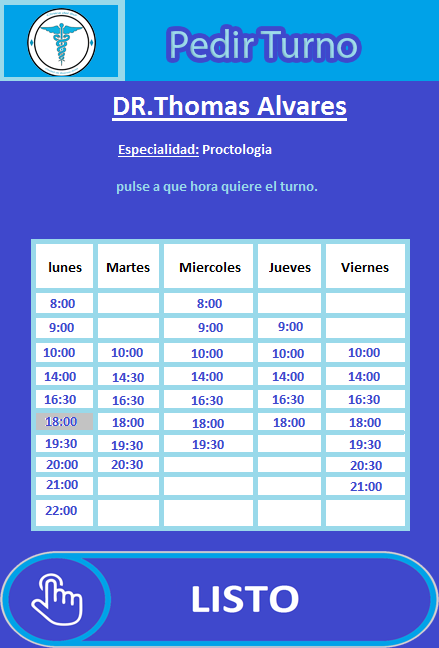 Pedir Turno
DR.Thomas Alvares
Especialidad: Proctologia
pulse a que hora quiere el turno.
lunes Martes Miercoles Jueves Viernes
8:00 8:00
9:00 9:00 9:00
10:00 10:00 10:00 10:00 10:00
14:00 14:30 14:00 14:00 14:00
16:30 16:30 16:30 16:30 16:30
18:00 18:00 18:00 18:00 18:00
19:30 19:30 19:30 19:30
20:00 20:30 20:30
21:00 21:00
22:00
LISTO